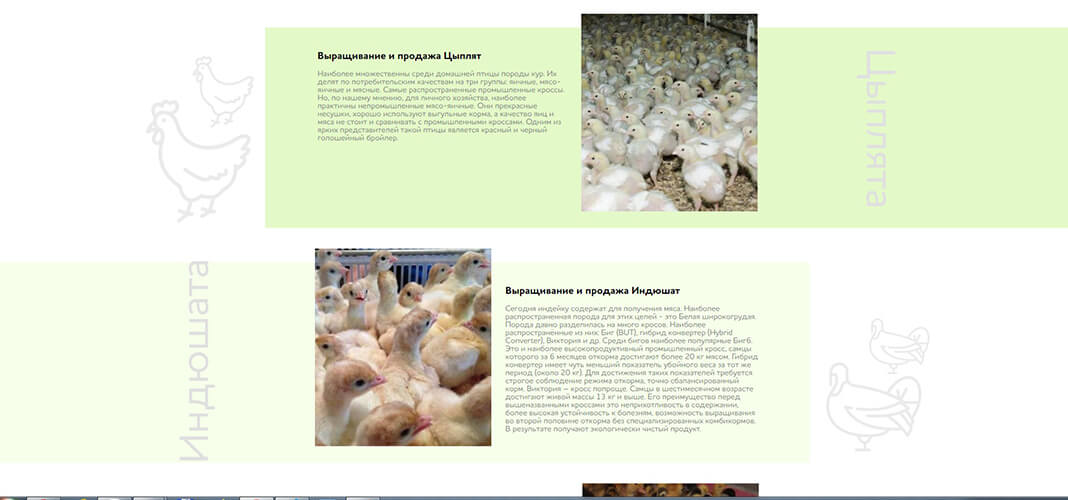 Выращивание и продажа Цыплят
Наиболее множественны среди домашней птицы породы кур. Их
делят по потребительским качествам на три группы: яичные, мясо-
яичные и мясные. Самые распространенные промышленные кроссы.
Но, по нашему мнению, для личного хозяйства, наиболее
практичны непромышленные мясо-яичные. Они прекрасные
несушки, хорошо используют выгульные корма, а качество яиц и
мяса не стоит и сравнивать с промышленными кроссами. Одним из
ярких представителей такой птицы является красный и черный
голошейный бройлер.
Цыплята
Индюшата
Выращивание и продажа Индюшат
Сегодня индейку содержат для получения мяса. Наиболее
распространенная порода для этих целей - это Белая широкогрудая.
Порода давно разделилась на много кросов. Наиболее
распространенные из них: Биг (BUT), гибрид конвертер (Hybrid
Converter), Виктория и др. Среди бигов наиболее популярные Биг6.
Это и наиболее высокопродуктивный промышленный кросс, самцы
которого за 6 месяцев откорма достигают более 20 кг мясом. Гибрид
конвертер имеет чуть меньший показатель убойного веса за тот же
период (около 20 кг). Для достижения таких показателей требуется
строгое соблюдение режима откорма, точно сбалансированный
корм. Виктория – кросс попроще. Самцы в шестимесячном возрасте
достигают живой массы 13 кг и выше. Его преимущество перед
вышеназванными кроссами это неприхотливость в содержании,
более высокая устойчивость к болезням, возможность выращивания
во второй половине откорма без специализированных комбикормов.
В результате получают экологически чистый продукт.